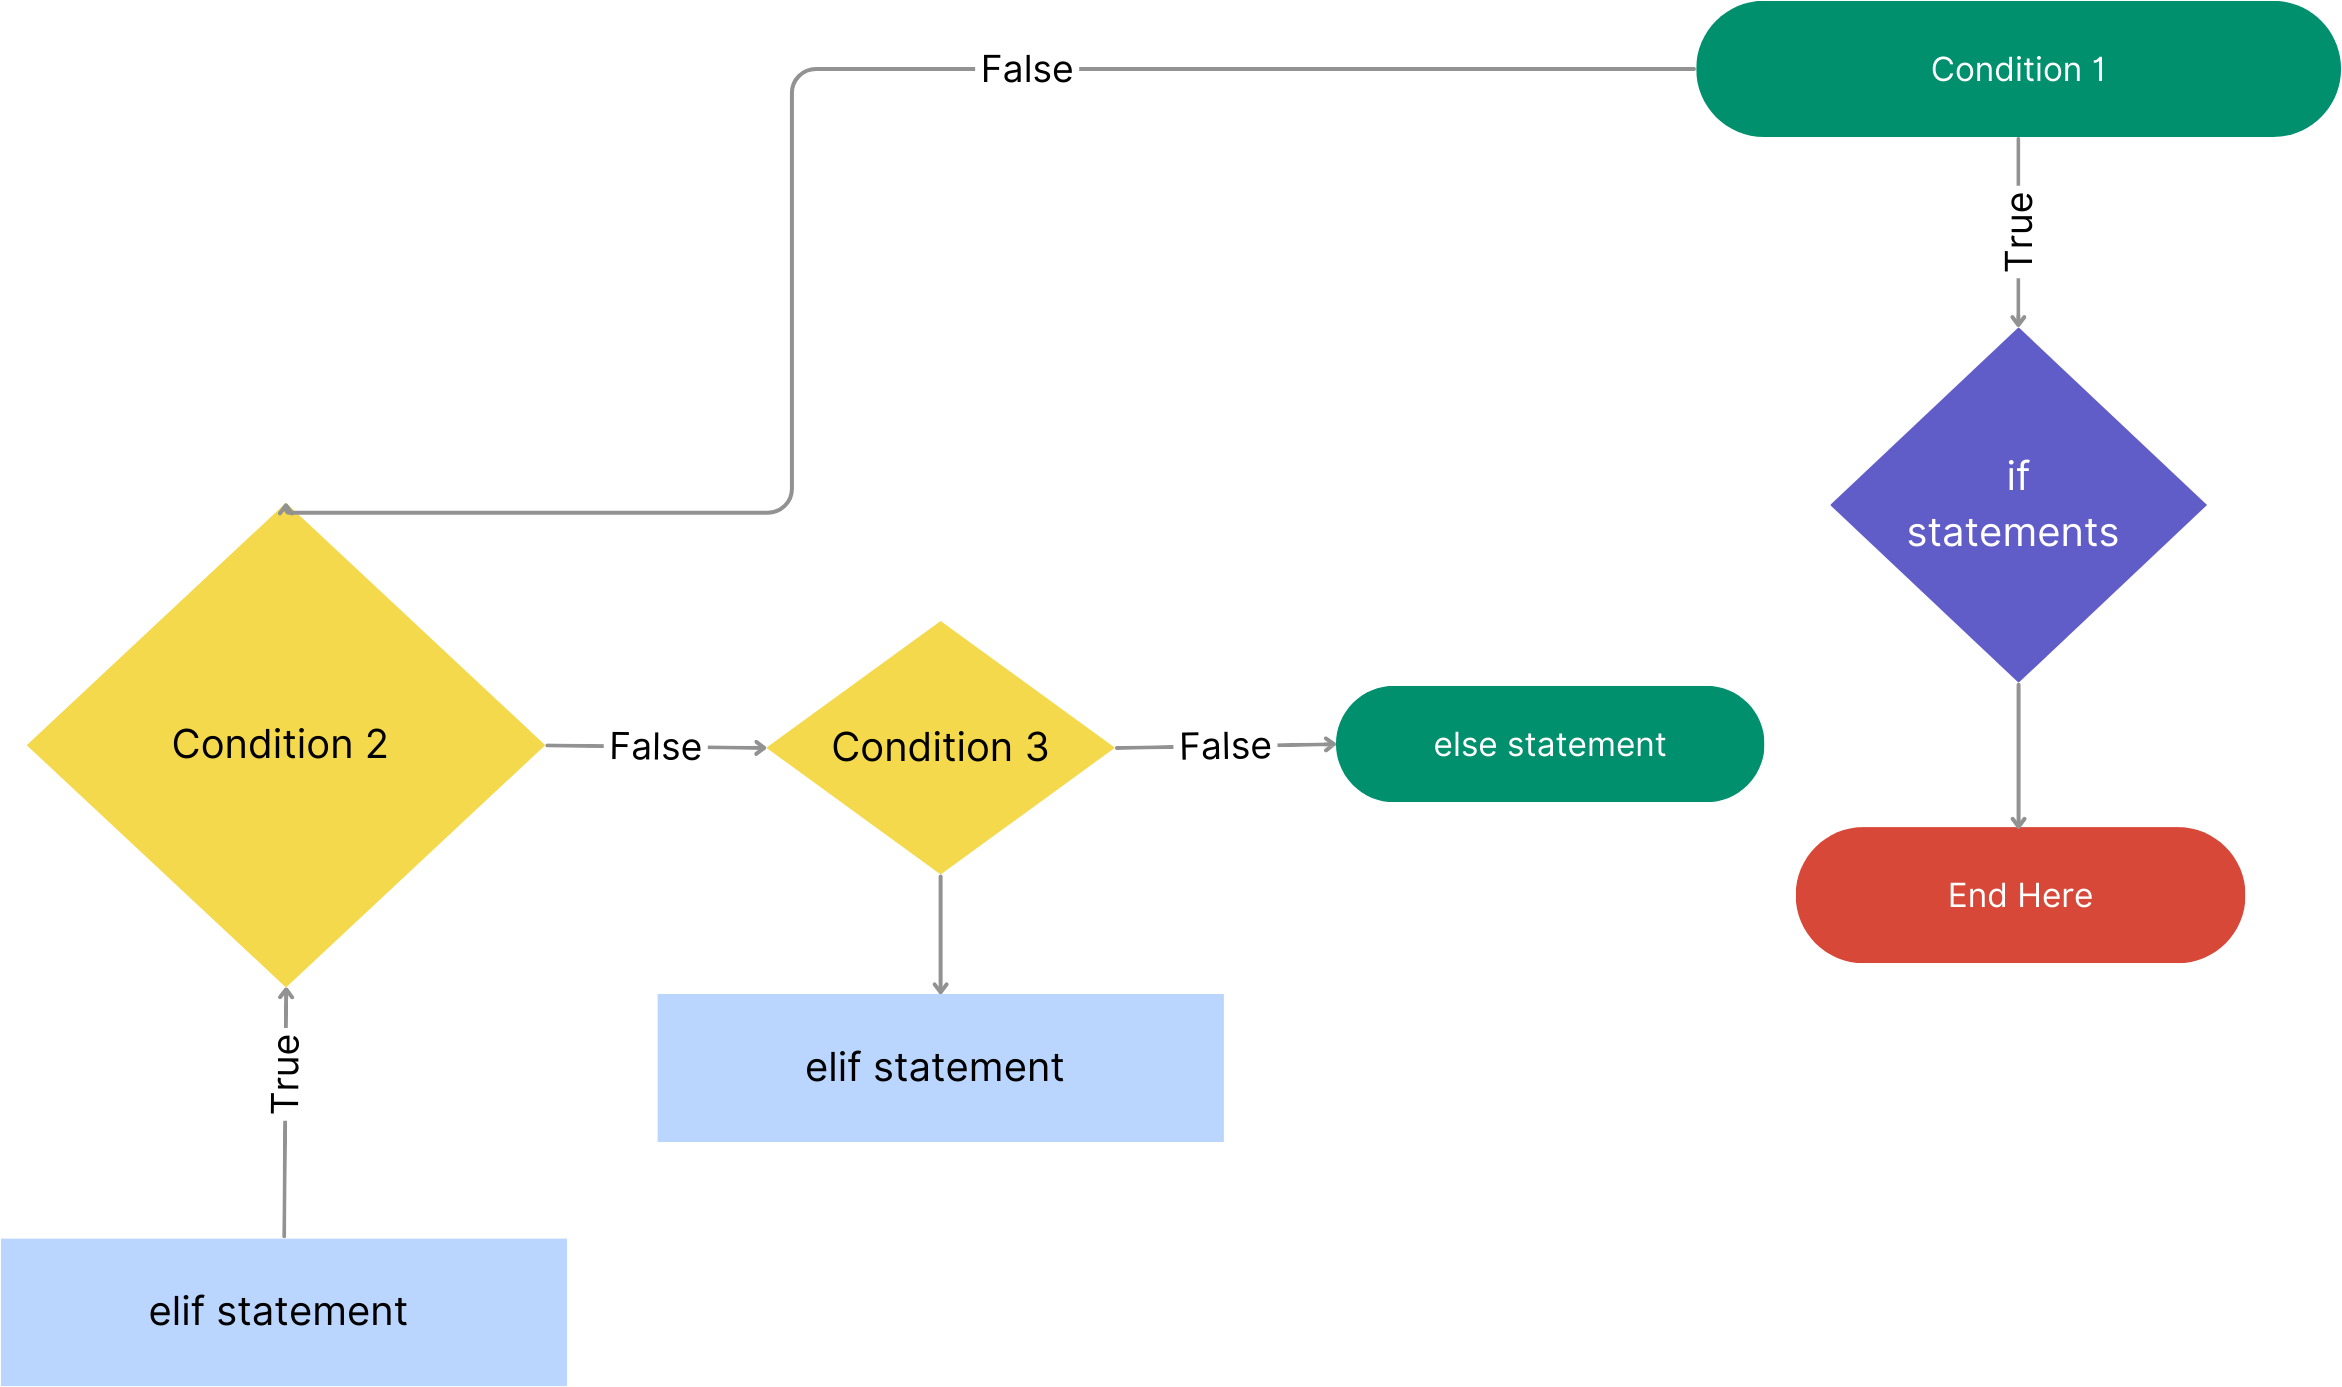 False
Condition 1
True
if
statements
Condition 2
False
Condition 3
False
else statement
End Here
True
elif statement
elif statement